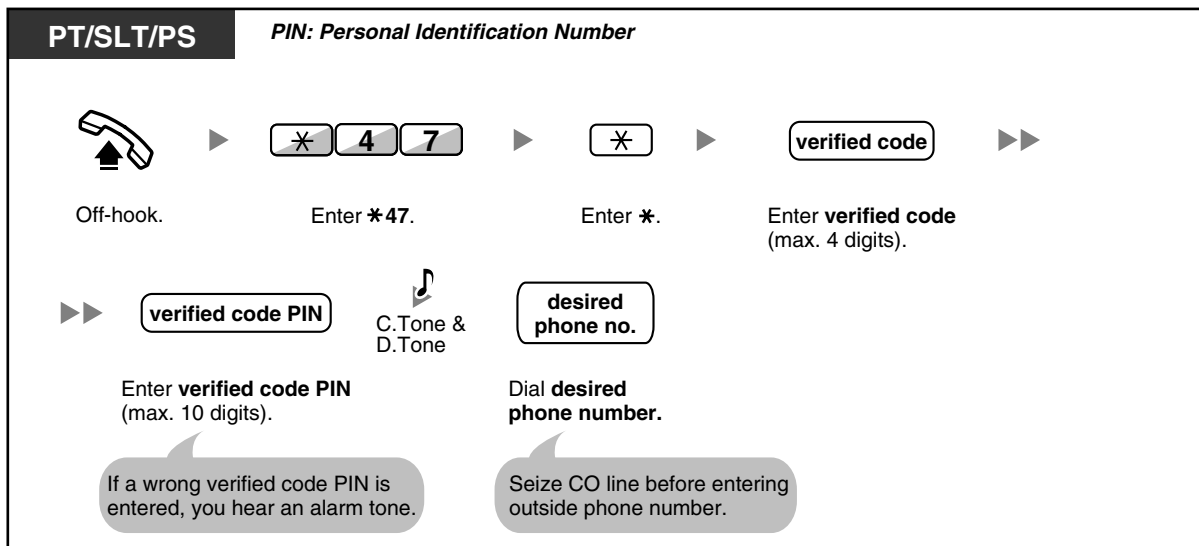 PT/SLT/PS
PIN: Personal Identification Number
* 4 7
*
verified code
Off-hook.
Enter *47.
Enter *.
Enter verified code
(max. 4 digits).
verified code PIN
C.Tone &
D.Tone
desired
phone no.
Enter verified code PIN
(max. 10 digits).
Dial desired
phone number.
If a wrong verified code PIN is
entered, you hear an alarm tone.
Seize CO line before entering
outside phone number.